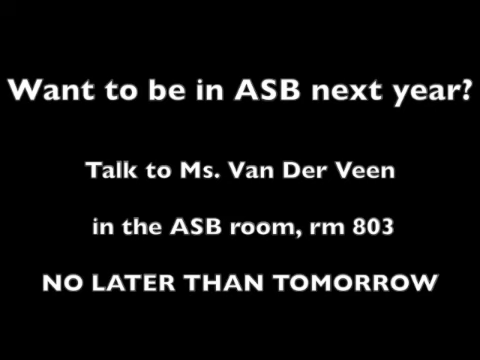 Want to be in ASB next year?
Talk to Ms. Van Der Veen
in the ASB room, rm 803
NO LATER THAN TOMORROW